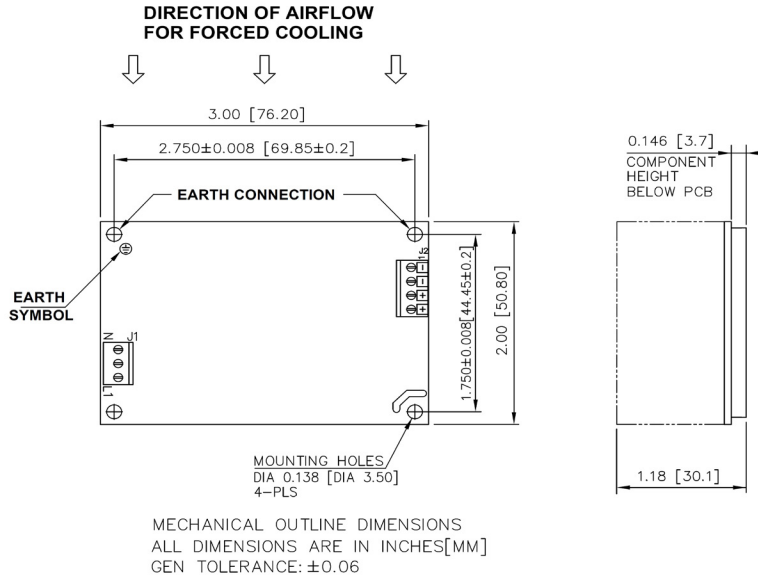 DIRECTION OF AIRFLOW
FOR FORCED COOLING
3.00 [76.20]
2.750±0.008 [69.85±0.2]
EARTH CONNECTION
0.146 [3.7]
COMPONENT
HEIGHT
BELOW PCB
J2
1
−
−
+
+
1.750±0.008[44.45±0.2]
2.00 [50.80]
EARTH
SYMBOL
N
J1
L1
1.18 [30.1]
MOUNTING HOLES
DIA 0.138 [DIA 3.50]
4−PLS
MECHANICAL OUTLINE DIMENSIONS
ALL DIMENSIONS ARE IN INCHES[MM]
GEN TOLERANCE: ±0.06